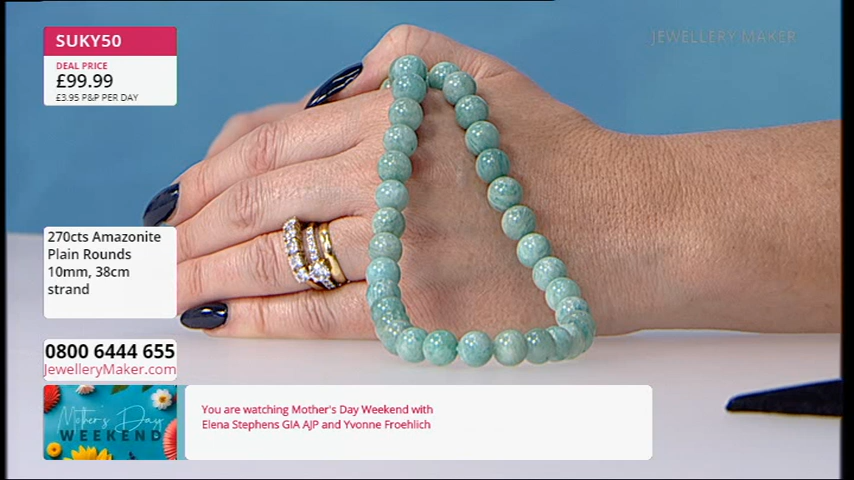 SUKY50
DEAL PRICE
£99.99
£3.95 P&P PER DAY
JEWELLERY MAKER
270cts Amazonite
Plain Rounds
10mm, 38cm
strand
0800 6444 655
JewelleryMaker.com
Mother's Day
WEEKEND
You are watching Mother's Day Weekend with
Elena Stephens GIA AJP and Yvonne Froehlich